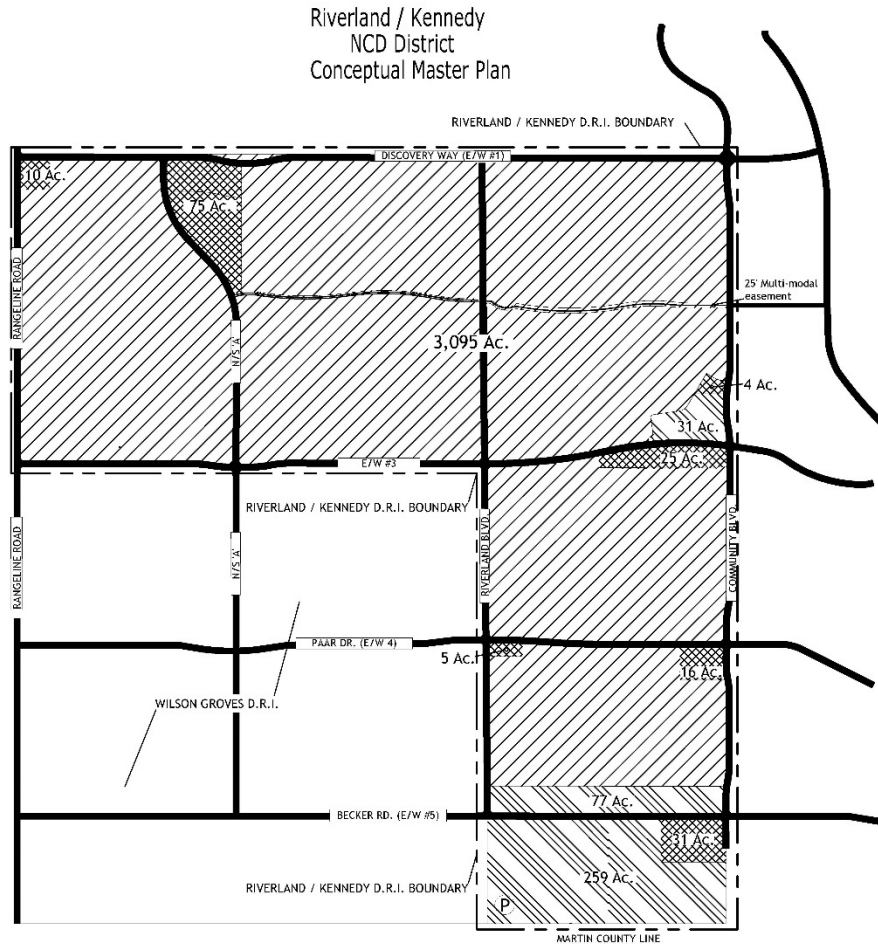 Riverland / Kennedy
NCD District
Conceptual Master Plan
RIVERLAND / KENNEDY D.R.I. BOUNDARY
DISCOVERY WAY (E/W #1)
10 Ac.
75 Ac.
RANGELINE ROAD
25' Multi-modal
easement
N/S 'A'
3,095 Ac.
4 Ac.
31 Ac.
25 Ac.
E/W #3
RIVERLAND / KENNEDY D.R.I. BOUNDARY
RANGELINE ROAD
N/S 'A'
RIVERLAND BLVD.
COMMUNITY BLVD.
PAAR DR. (E/W 4)
5 Ac.
16 Ac.
WILSON GROVES D.R.I.
77 Ac.
BECKER RD. (E/W #5)
31 Ac.
259 Ac.
RIVERLAND / KENNEDY D.R.I. BOUNDARY
P
MARTIN COUNTY LINE